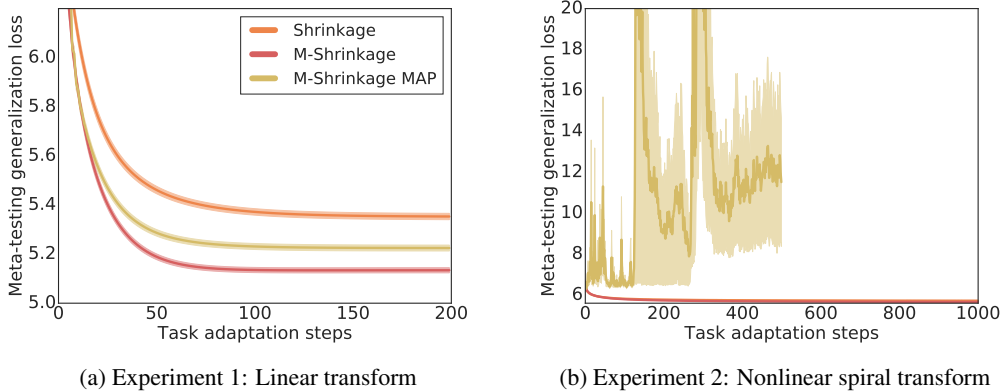 Meta-testing generalization loss
6.0
5.8
5.6
5.4
5.2
5.0
0 50 100 150 200
Task adaptation steps
Shrinkage
M-Shrinkage
M-Shrinkage MAP
(a) Experiment 1: Linear transform
Meta-testing generalization loss
20
18
16
14
12
10
8
6
0 200 400 600 800 1000
Task adaptation steps
(b) Experiment 2: Nonlinear spiral transform